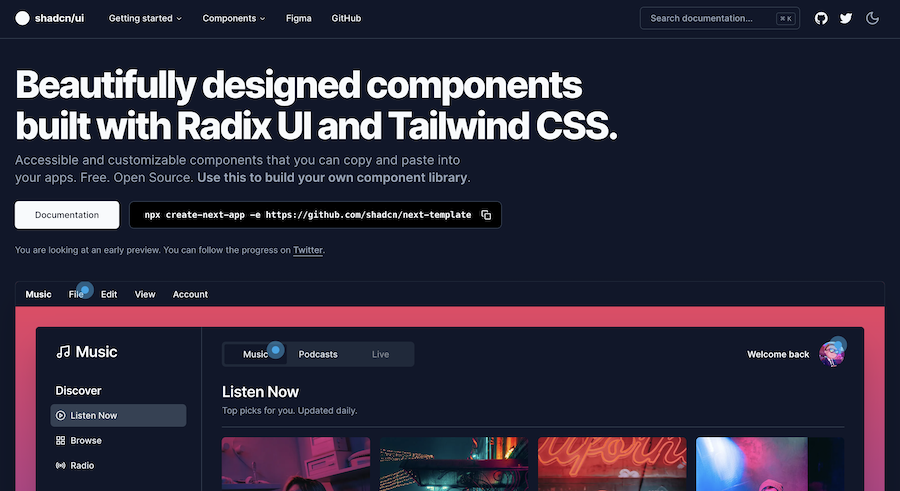 shadcn/ui Getting started Components Figma GitHub Search documentation... ⌘ K
Beautifully designed components
built with Radix UI and Tailwind CSS.
Accessible and customizable components that you can copy and paste into
your apps. Free. Open Source. Use this to build your own component library.
Documentation npx create-next-app -e https://github.com/shadcn/next-template
You are looking at an early preview. You can follow the progress on Twitter.
Music File Edit View Account
Music Music Podcasts Live Welcome back
Discover
Listen Now
Top picks for you. Updated daily.
Listen Now
Browse
Radio